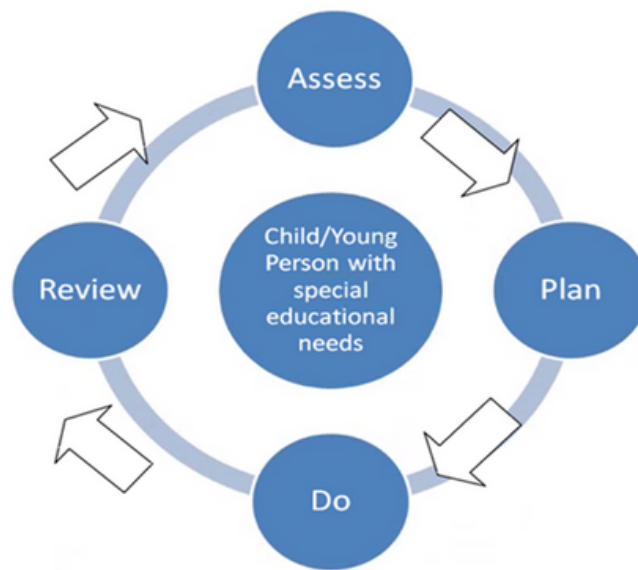 Assess
Child/Young
Person with
special
educational
needs
Review
Plan
Do